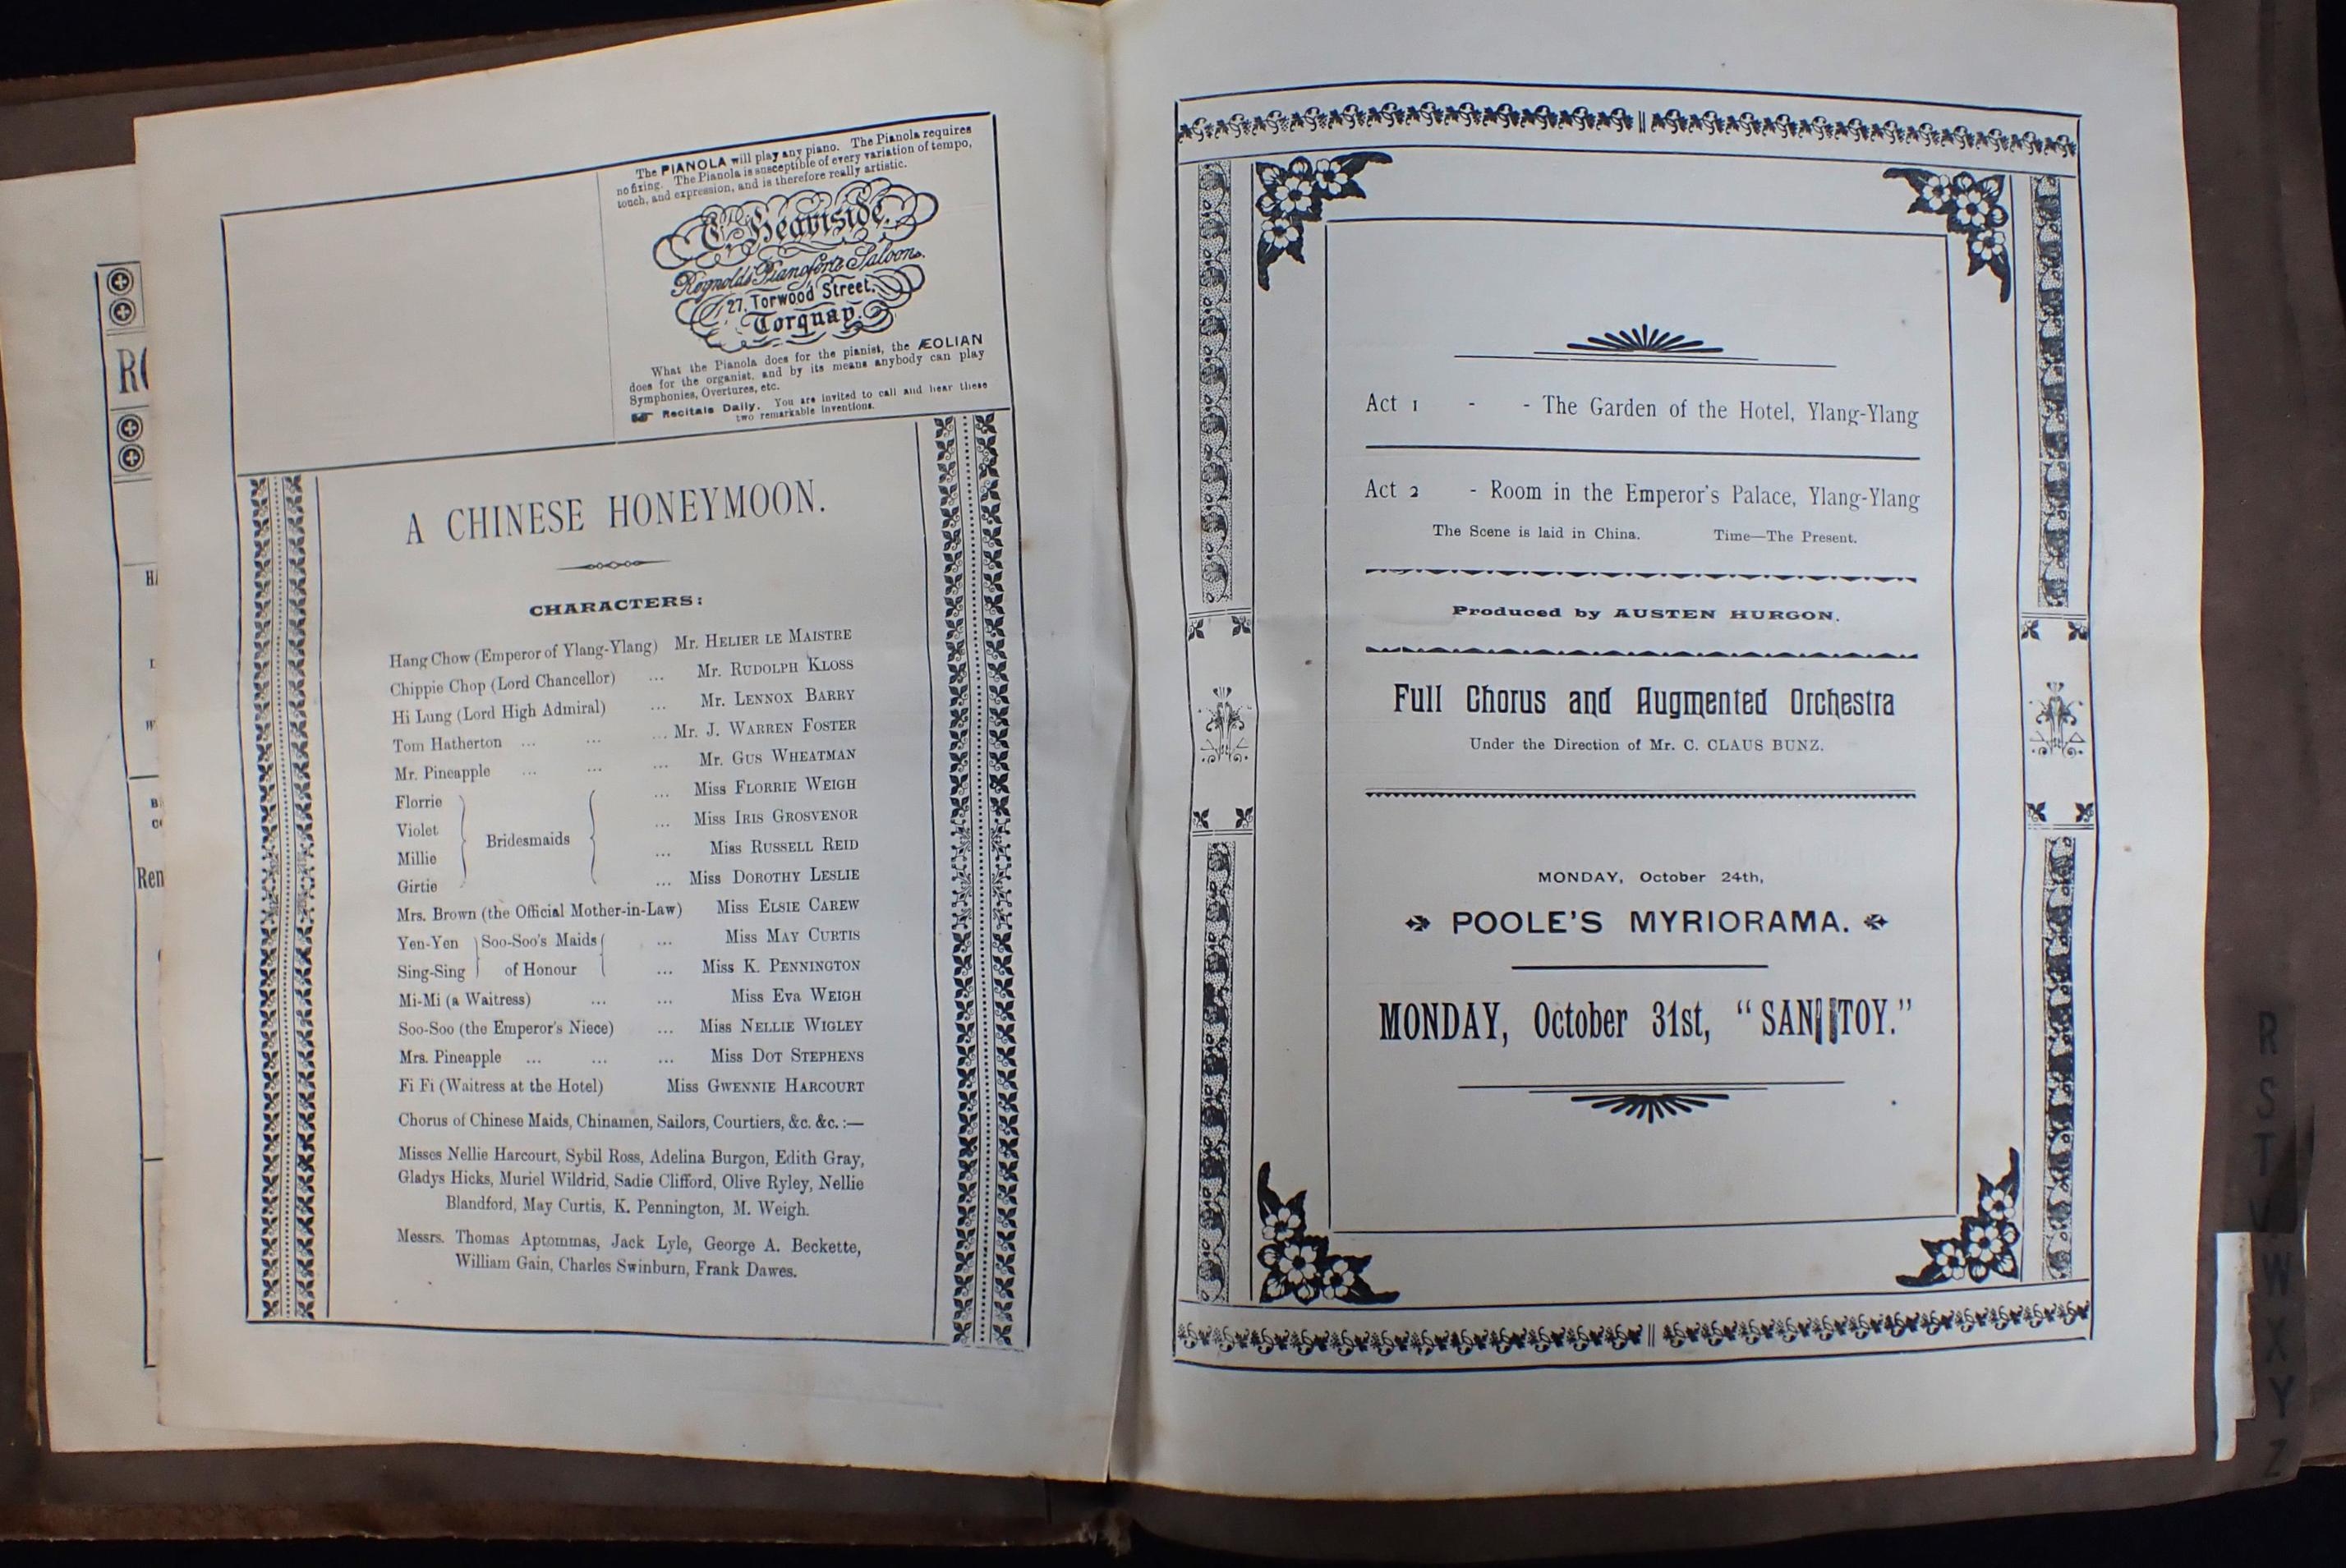 The PIANOLA will play any piano. The Pianola requires
no fixing. The Pianola is susceptible of every variation of tempo,
touch, and expression, and is therefore really artistic.
Heaviside,
Reynolds' Pianoforte Saloons,
27, Torwood Street,
Torquay.
What the Pianola does for the pianist, the ÆOLIAN
does for the organist, and by its means anybody can play
Symphonies, Overtures, etc.
Recitals Daily. You are invited to call and hear these
two remarkable inventions.
A CHINESE HONEYMOON.
CHARACTERS:
Hang Chow (Emperor of Ylang-Ylang) Mr. HELIER LE MAISTRE
Chippie Chop (Lord Chancellor) ... Mr. RUDOLPH KLOSS
Hi Lung (Lord High Admiral) ... Mr. LENNOX BARRY
Tom Hatherton ... ... ... Mr. J. WARREN FOSTER
Mr. Pineapple ... ... ... Mr. GUS WHEATMAN
Florrie ... Miss FLORRIE WEIGH
Violet ... Miss IRIS GROSVENOR
Bridesmaids
Millie ... Miss RUSSELL REID
Girtie ... Miss DOROTHY LESLIE
Mrs. Brown (the Official Mother-in-Law) Miss ELSIE CAREW
Yen-Yen Soo-Soo's Maids ... Miss MAY CURTIS
Sing-Sing of Honour ... Miss K. PENNINGTON
Mi-Mi (a Waitress) ... ... Miss EVA WEIGH
Soo-Soo (the Emperor's Niece) ... Miss NELLIE WIGLEY
Mrs. Pineapple ... ... ... Miss DOT STEPHENS
Fi Fi (Waitress at the Hotel) Miss GWENNIE HARCOURT
Chorus of Chinese Maids, Chinamen, Sailors, Courtiers, &c. &c. :—
Misses Nellie Harcourt, Sybil Ross, Adelina Burgon, Edith Gray,
Gladys Hicks, Muriel Wildrid, Sadie Clifford, Olive Ryley, Nellie
Blandford, May Curtis, K. Pennington, M. Weigh.
Messrs. Thomas Aptommas, Jack Lyle, George A. Beckette,
William Gain, Charles Swinburn, Frank Dawes.
Act 1 - - The Garden of the Hotel, Ylang-Ylang
Act 2 - Room in the Emperor's Palace, Ylang-Ylang
The Scene is laid in China. Time—The Present.
Produced by AUSTEN HURGON.
Full Chorus and Augmented Orchestra
Under the Direction of Mr. C. CLAUS BUNZ.
MONDAY, October 24th,
POOLE'S MYRIORAMA.
MONDAY, October 31st, "SAN TOY."
R
S
T
V
W
X
Y
Z